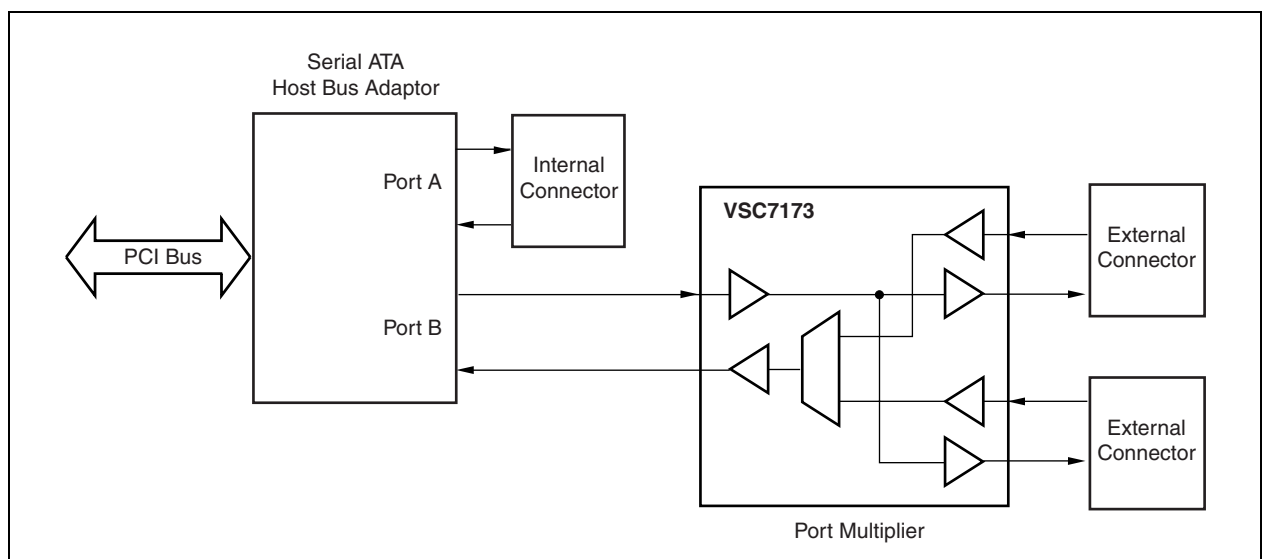 Serial ATA
Host Bus Adaptor
Port A
Internal
Connector
PCI Bus
Port B
VSC7173
External
Connector
External
Connector
Port Multiplier